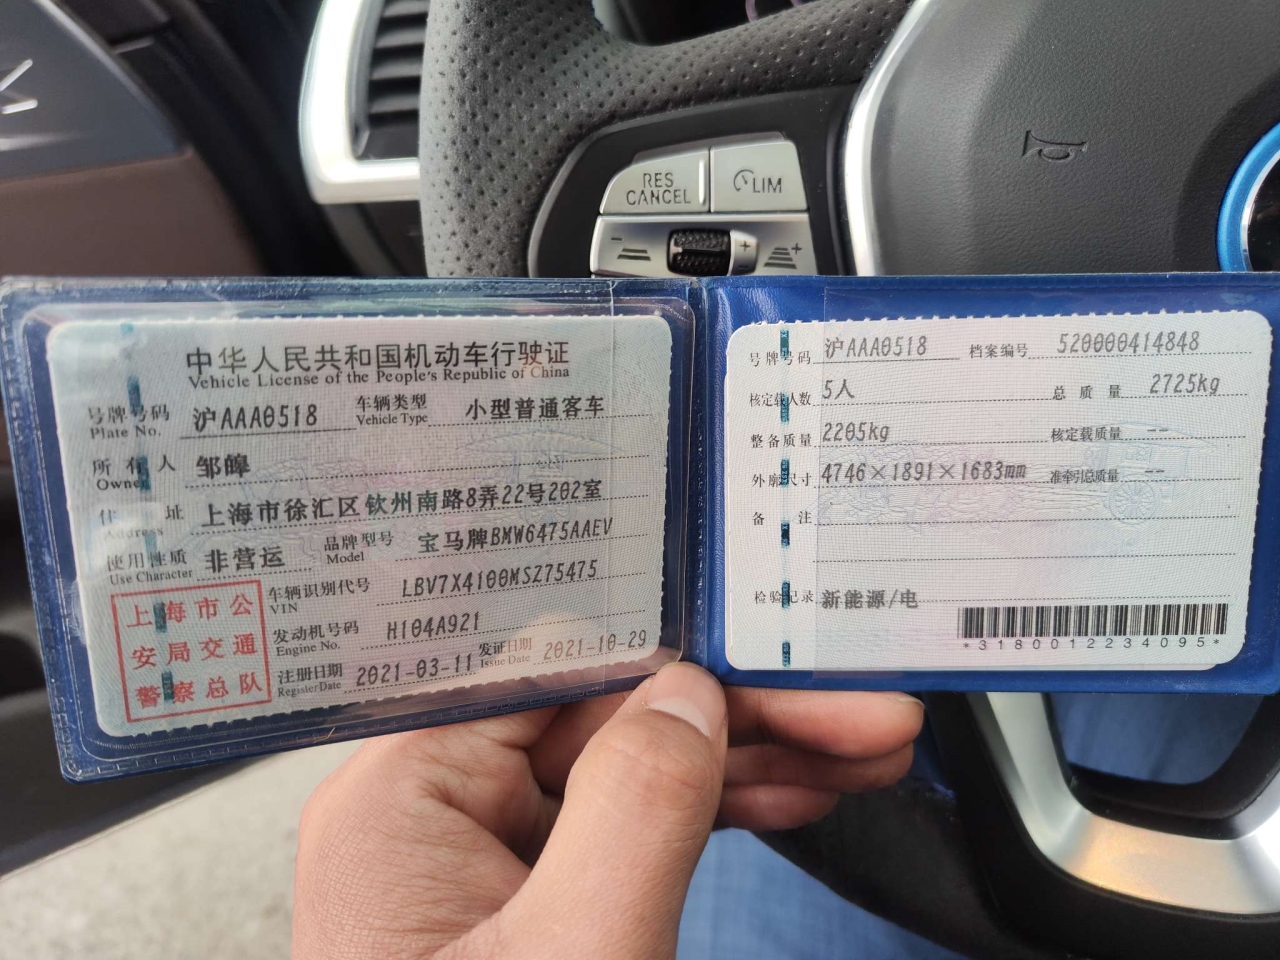 RES
CANCEL
LIM
中华人民共和国机动车行驶证
Vehicle License of the People's Republic of China
号牌号码 沪AAA0518 车辆类型 小型普通客车
Plate No. Vehicle Type
所有人 邹皞
Owner
住址 上海市徐汇区钦州南路8弄22号202室
Address
使用性质 非营运 品牌型号 宝马牌BMW6475AAEV
Use Character Model
车辆识别代号 LBV7X4100MSZ75475
VIN
发动机号码 H104A921
Engine No.
注册日期 2021-03-11 发证日期 2021-10-29
Register Date Issue Date
上海市公
安局交通
警察总队
号牌号码 沪AAA0518 档案编号 520000414848
核定载人数 5人 总质量 2725kg
整备质量 2205kg 核定载质量 --
外廓尺寸 4746×1891×1683mm 准牵引总质量 --
备注
检验记录 新能源/电
*3180012234095*